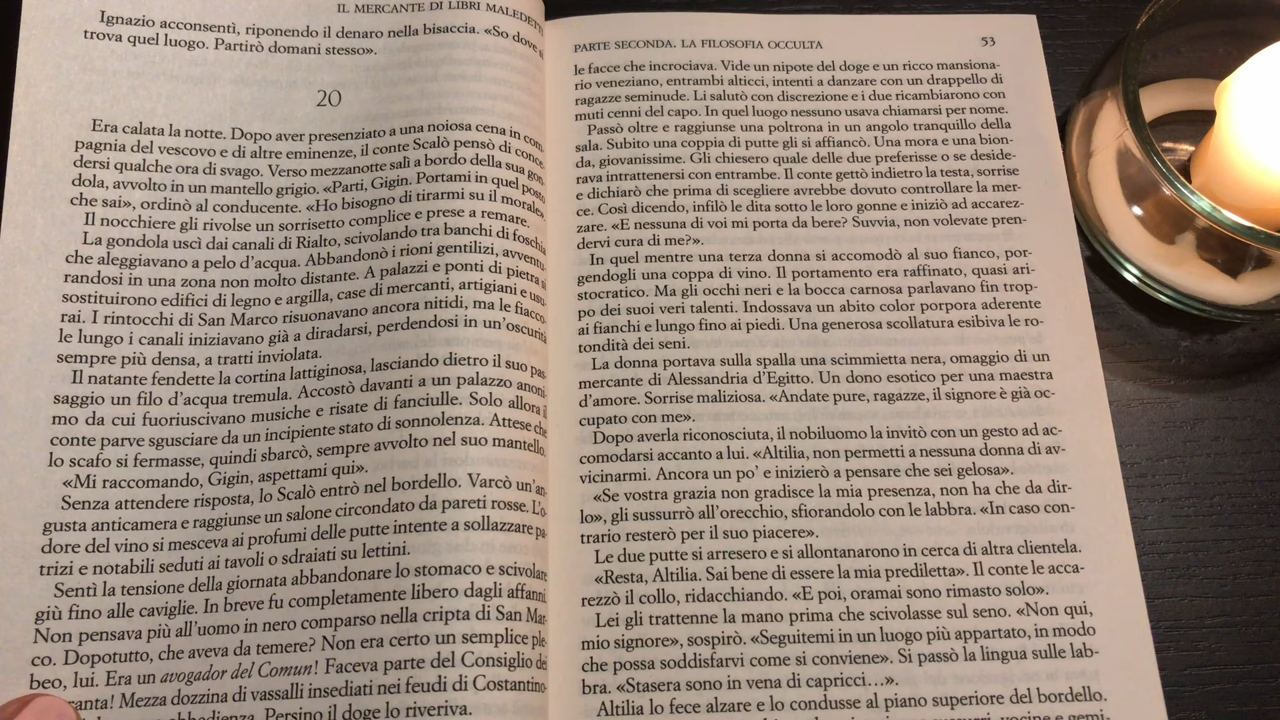 IL MERCANTE DI LIBRI MALEDETTI
Ignazio acconsentì, riponendo il denaro nella bisaccia. «So dove si
trova quel luogo. Partirò domani stesso».
20
Era calata la notte. Dopo aver presenziato a una noiosa cena in com-
pagnia del vescovo e di altre eminenze, il conte Scalò pensò di conce-
dersi qualche ora di svago. Verso mezzanotte salì a bordo della sua gon-
dola, avvolto in un mantello grigio. «Parti, Gigin. Portami in quel posto
che sai», ordinò al conducente. «Ho bisogno di tirarmi su il morale».
Il nocchiere gli rivolse un sorrisetto complice e prese a remare.
La gondola uscì dai canali di Rialto, scivolando tra banchi di foschia
che aleggiavano a pelo d'acqua. Abbandonò i rioni gentilizi, avventu-
randosi in una zona non molto distante. A palazzi e ponti di pietra si
sostituirono edifici di legno e argilla, case di mercanti, artigiani e usu-
rai. I rintocchi di San Marco risuonavano ancora nitidi, ma le fiacco-
le lungo i canali iniziavano già a diradarsi, perdendosi in un'oscurità
sempre più densa, a tratti inviolata.
Il natante fendette la cortina lattiginosa, lasciando dietro il suo pas-
saggio un filo d'acqua tremula. Accostò davanti a un palazzo anoni-
mo da cui fuoriuscivano musiche e risate di fanciulle. Solo allora il
conte parve sgusciare da un incipiente stato di sonnolenza. Attese che
lo scafo si fermasse, quindi sbarcò, sempre avvolto nel suo mantello.
«Mi raccomando, Gigin, aspettami qui».
Senza attendere risposta, lo Scalò entrò nel bordello. Varcò un'an-
gusta anticamera e raggiunse un salone circondato da pareti rosse. L'o-
dore del vino si mesceva ai profumi delle putte intente a sollazzare pa-
trizi e notabili seduti ai tavoli o sdraiati su lettini.
Sentì la tensione della giornata abbandonare lo stomaco e scivolare
giù fino alle caviglie. In breve fu completamente libero dagli affanni.
Non pensava più all'uomo in nero comparso nella cripta di San Mar-
co. Dopotutto, che aveva da temere? Non era certo un semplice ple-
beo, lui. Era un avogador del Comun! Faceva parte del Consiglio dei
ranta! Mezza dozzina di vassalli insediati nei feudi di Costantino-
abbedienza. Persino il doge lo riveriva.
PARTE SECONDA. LA FILOSOFIA OCCULTA 53
le facce che incrociava. Vide un nipote del doge e un ricco mansiona-
rio veneziano, entrambi alticci, intenti a danzare con un drappello di
ragazze seminude. Li salutò con discrezione e i due ricambiarono con
muti cenni del capo. In quel luogo nessuno usava chiamarsi per nome.
Passò oltre e raggiunse una poltrona in un angolo tranquillo della
sala. Subito una coppia di putte gli si affiancò. Una mora e una bion-
da, giovanissime. Gli chiesero quale delle due preferisse o se deside-
rava intrattenersi con entrambe. Il conte gettò indietro la testa, sorrise
e dichiarò che prima di scegliere avrebbe dovuto controllare la mer-
ce. Così dicendo, infilò le dita sotto le loro gonne e iniziò ad accarez-
zare. «E nessuna di voi mi porta da bere? Suvvia, non volevate pren-
dervi cura di me?».
In quel mentre una terza donna si accomodò al suo fianco, por-
gendogli una coppa di vino. Il portamento era raffinato, quasi ari-
stocratico. Ma gli occhi neri e la bocca carnosa parlavano fin trop-
po dei suoi veri talenti. Indossava un abito color porpora aderente
ai fianchi e lungo fino ai piedi. Una generosa scollatura esibiva le ro-
tondità dei seni.
La donna portava sulla spalla una scimmietta nera, omaggio di un
mercante di Alessandria d'Egitto. Un dono esotico per una maestra
d'amore. Sorrise maliziosa. «Andate pure, ragazze, il signore è già oc-
cupato con me».
Dopo averla riconosciuta, il nobiluomo la invitò con un gesto ad ac-
comodarsi accanto a lui. «Altilia, non permetti a nessuna donna di av-
vicinarmi. Ancora un po' e inizierò a pensare che sei gelosa».
«Se vostra grazia non gradisce la mia presenza, non ha che da dir-
lo», gli sussurrò all'orecchio, sfiorandolo con le labbra. «In caso con-
trario resterò per il suo piacere».
Le due putte si arresero e si allontanarono in cerca di altra clientela.
«Resta, Altilia. Sai bene di essere la mia prediletta». Il conte le acca-
rezzò il collo, ridacchiando. «E poi, oramai sono rimasto solo».
Lei gli trattenne la mano prima che scivolasse sul seno. «Non qui,
mio signore», sospirò. «Seguitemi in un luogo più appartato, in modo
che possa soddisfarvi come si conviene». Si passò la lingua sulle lab-
bra. «Stasera sono in vena di capricci…».
Altilia lo fece alzare e lo condusse al piano superiore del bordello.